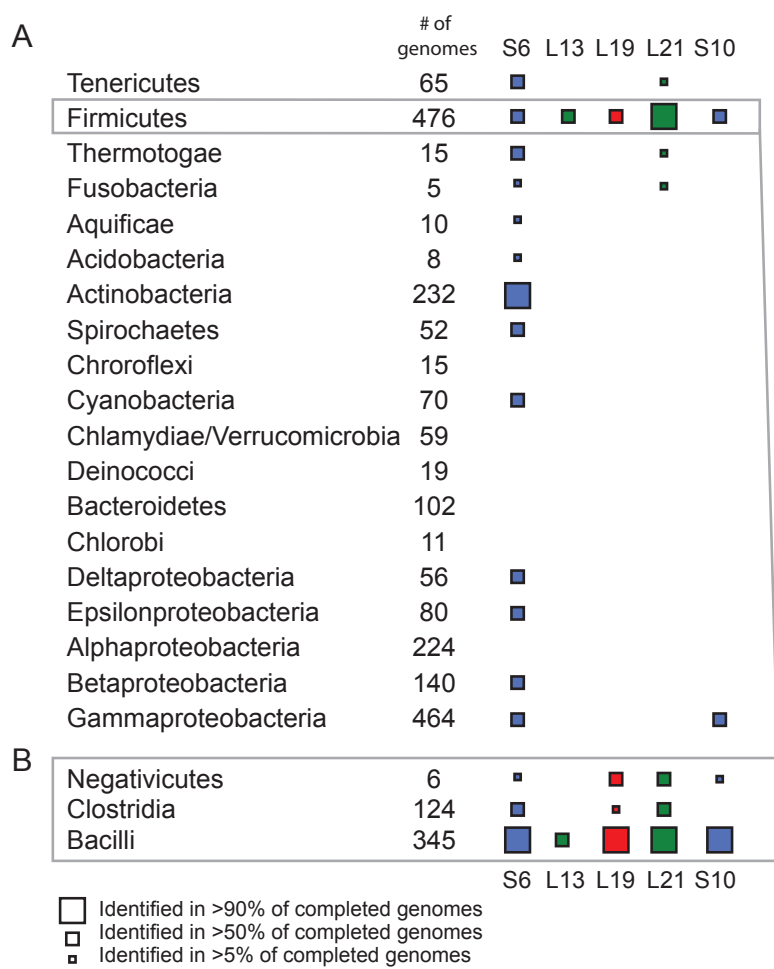 A
# of
genomes S6 L13 L19 L21 S10
Tenericutes 65
Firmicutes 476
Thermotogae 15
Fusobacteria 5
Aquificae 10
Acidobacteria 8
Actinobacteria 232
Spirochaetes 52
Chroroflexi 15
Cyanobacteria 70
Chlamydiae/Verrucomicrobia 59
Deinococci 19
Bacteroidetes 102
Chlorobi 11
Deltaproteobacteria 56
Epsilonproteobacteria 80
Alphaproteobacteria 224
Betaproteobacteria 140
Gammaproteobacteria 464
B
Negativicutes 6
Clostridia 124
Bacilli 345
S6 L13 L19 L21 S10
Identified in >90% of completed genomes
Identified in >50% of completed genomes
Identified in >5% of completed genomes